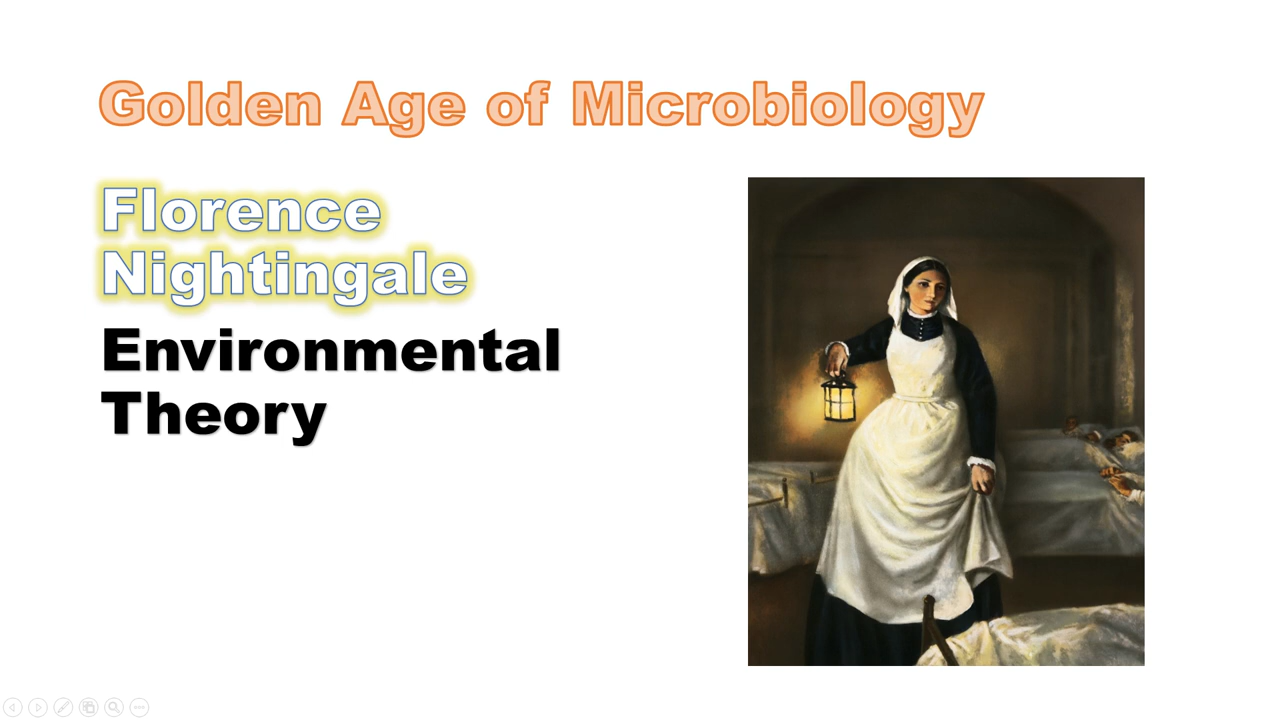 Golden Age of Microbiology
Florence
Nightingale
Environmental
Theory